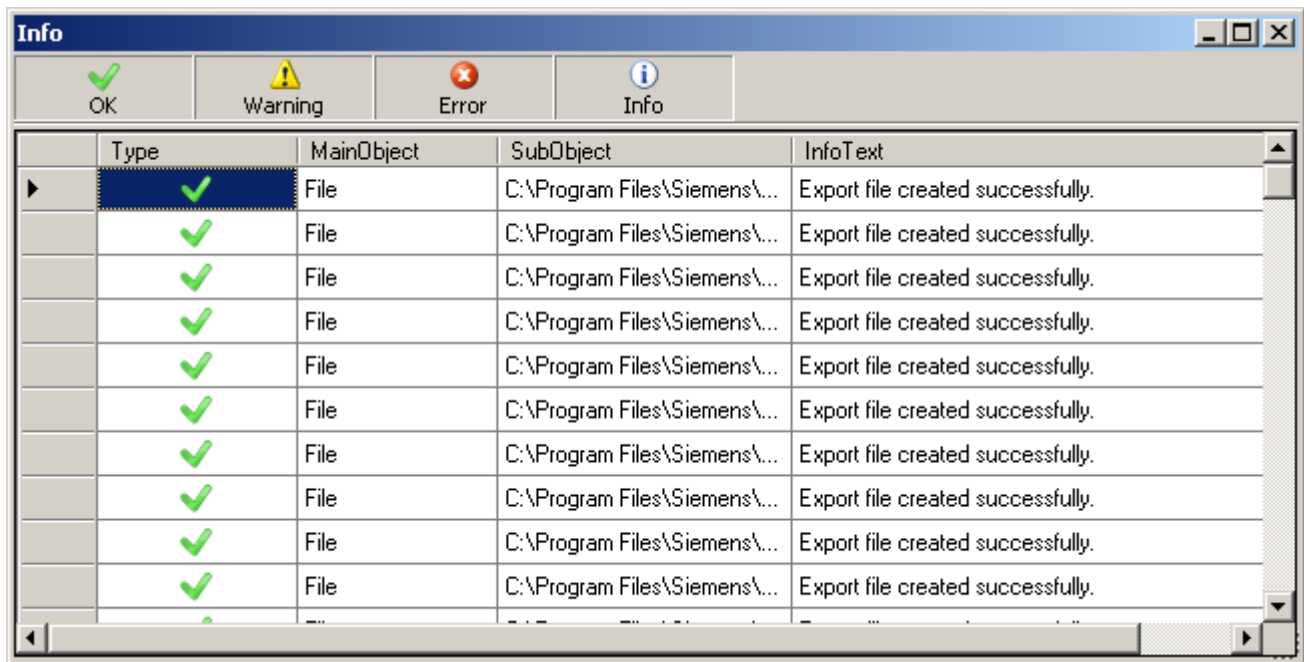 Info
OK Warning Error Info
Type MainObject SubObject InfoText
File C:\Program Files\Siemens\... Export file created successfully.
File C:\Program Files\Siemens\... Export file created successfully.
File C:\Program Files\Siemens\... Export file created successfully.
File C:\Program Files\Siemens\... Export file created successfully.
File C:\Program Files\Siemens\... Export file created successfully.
File C:\Program Files\Siemens\... Export file created successfully.
File C:\Program Files\Siemens\... Export file created successfully.
File C:\Program Files\Siemens\... Export file created successfully.
File C:\Program Files\Siemens\... Export file created successfully.
File C:\Program Files\Siemens\... Export file created successfully.